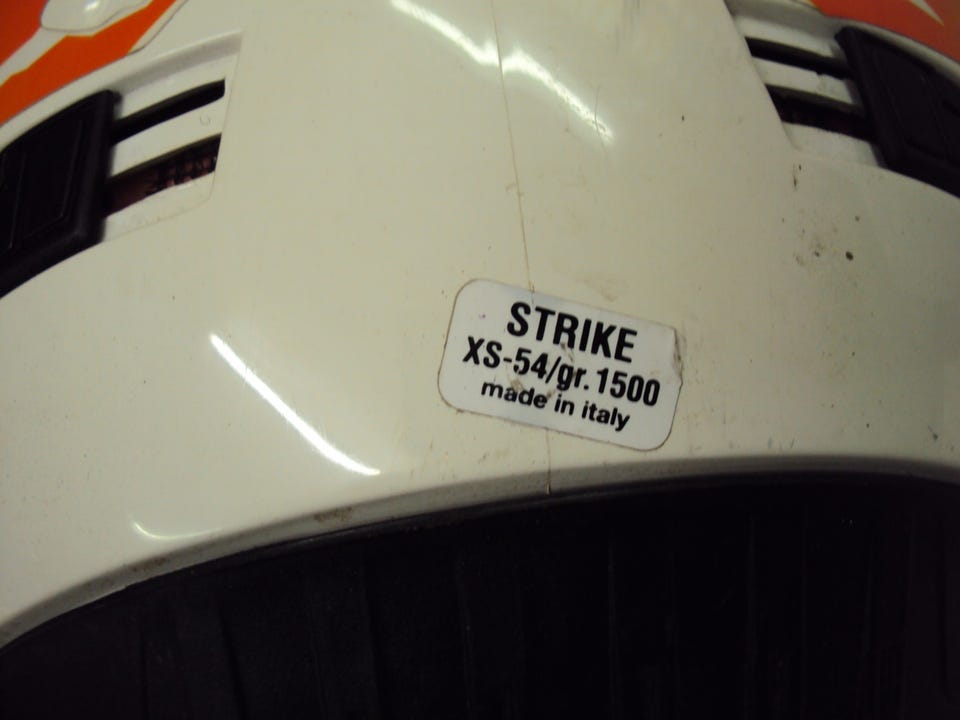 STRIKE
XS-54/gr. 1500
made in italy